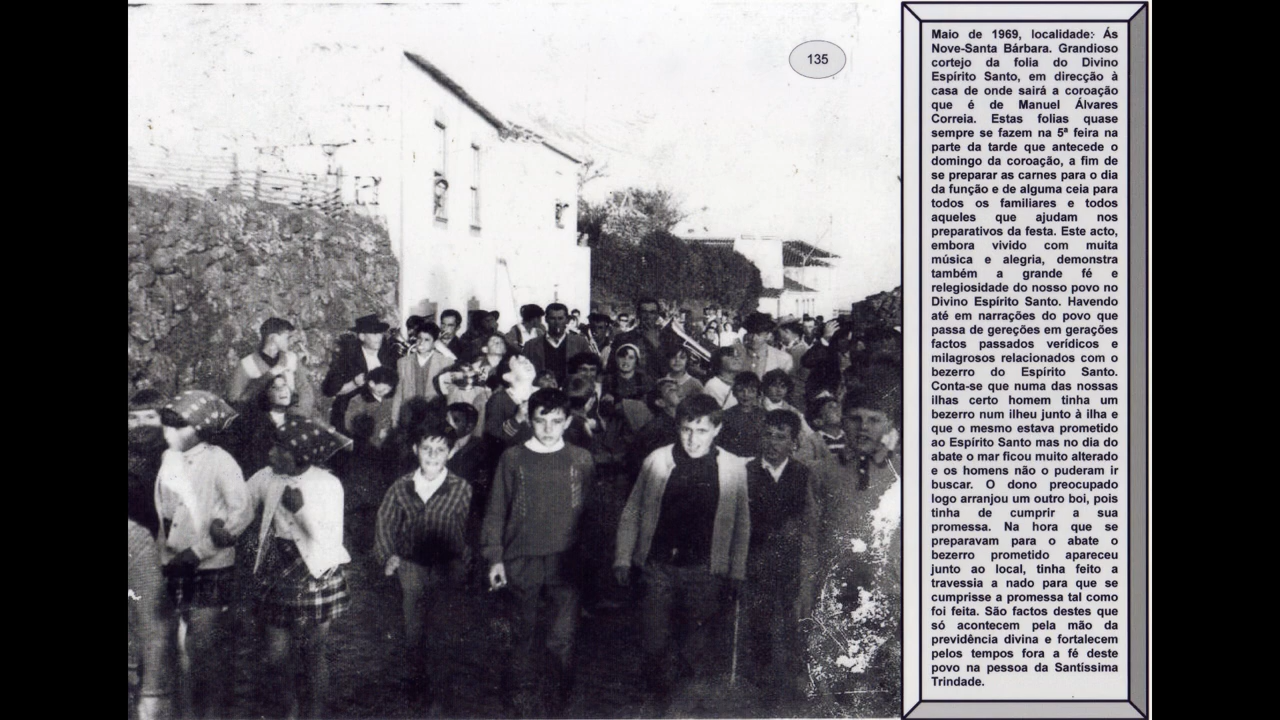 135
Maio de 1969, localidade: Ás
Nove-Santa Bárbara. Grandioso
cortejo da folia do Divino
Espírito Santo, em direcção à
casa de onde sairá a coroação
que é de Manuel Álvares
Correia. Estas folias quase
sempre se fazem na 5ª feira na
parte da tarde que antecede o
domingo da coroação, a fim de
se preparar as carnes para o dia
da função e de alguma ceia para
todos os familiares e todos
aqueles que ajudam nos
preparativos da festa. Este acto,
embora vivido com muita
música e alegria, demonstra
também a grande fé e
relegiosidade do nosso povo no
Divino Espírito Santo. Havendo
até em narrações do povo que
passa de gereções em gerações
factos passados verídicos e
milagrosos relacionados com o
bezerro do Espírito Santo.
Conta-se que numa das nossas
ilhas certo homem tinha um
bezerro num ilheu junto à ilha e
que o mesmo estava prometido
ao Espírito Santo mas no dia do
abate o mar ficou muito alterado
e os homens não o puderam ir
buscar. O dono preocupado
logo arranjou um outro boi, pois
tinha de cumprir a sua
promessa. Na hora que se
preparavam para o abate o
bezerro prometido apareceu
junto ao local, tinha feito a
travessia a nado para que se
cumprisse a promessa tal como
foi feita. São factos destes que
só acontecem pela mão da
previdência divina e fortalecem
pelos tempos fora a fé deste
povo na pessoa da Santíssima
Trindade.